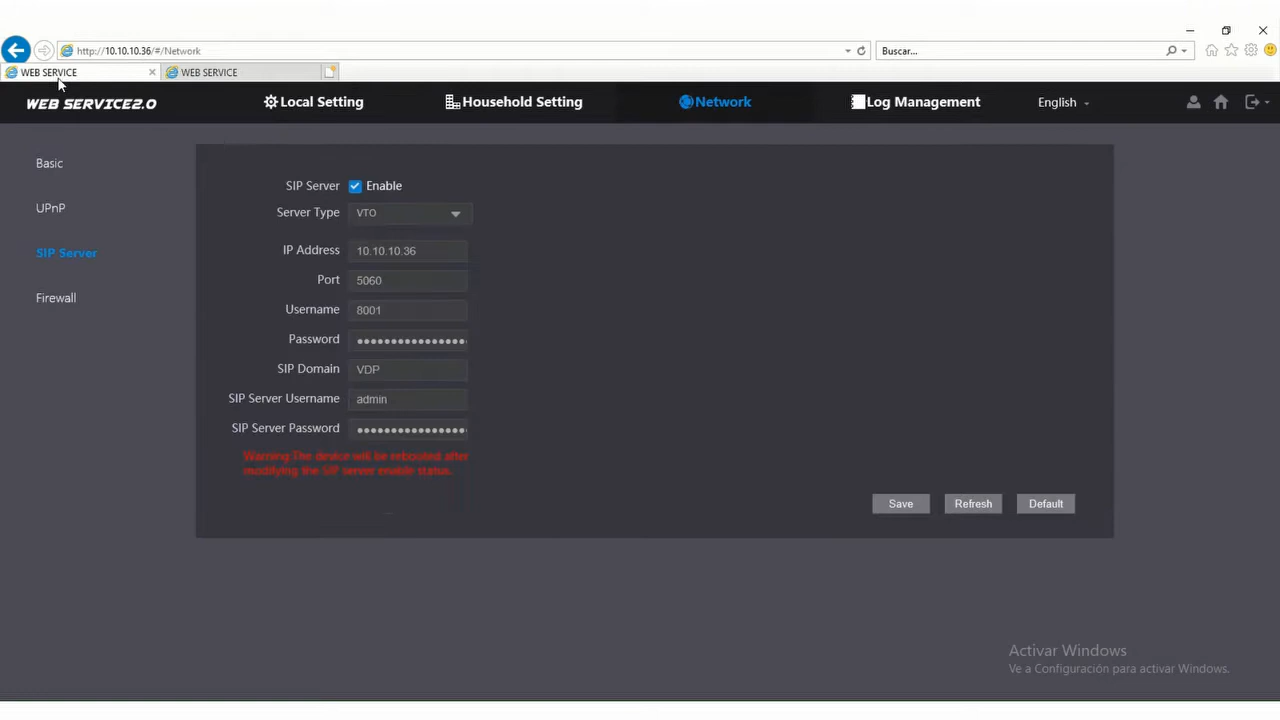 http://10.10.10.36/#/Network
Buscar...
WEB SERVICE
WEB SERVICE
WEB SERVICE2.0
Local Setting
Household Setting
Network
Log Management
English
Basic
UPnP
SIP Server
Firewall
SIP Server Enable
Server Type VTO
IP Address 10.10.10.36
Port 5060
Username 8001
Password ●●●●●●●●●●●●●●●●
SIP Domain VDP
SIP Server Username admin
SIP Server Password ●●●●●●●●●●●●●●●●
Warning:The device will be rebooted after
modifying the SIP server enable status.
Save
Refresh
Default
Activar Windows
Ve a Configuración para activar Windows.